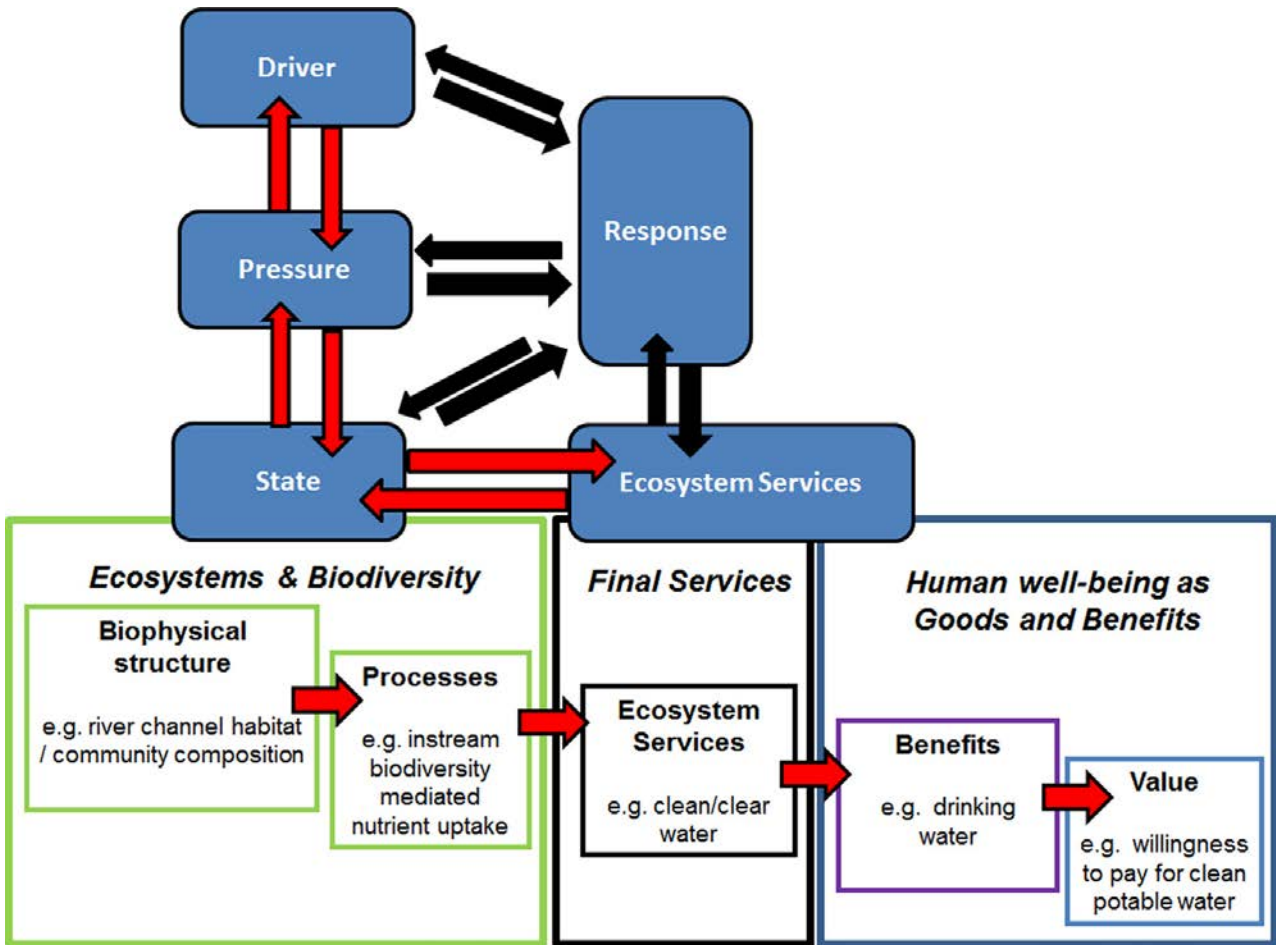 Driver
Response
Pressure
State
Ecosystem Services
Ecosystems & Biodiversity
Biophysical
structure
e.g. river channel habitat
/ community composition
Processes
e.g. instream
biodiversity
mediated
nutrient uptake
Final Services
Ecosystem
Services
e.g. clean/clear
water
Human well-being as
Goods and Benefits
Benefits
e.g. drinking
water
Value
e.g. willingness
to pay for clean
potable water